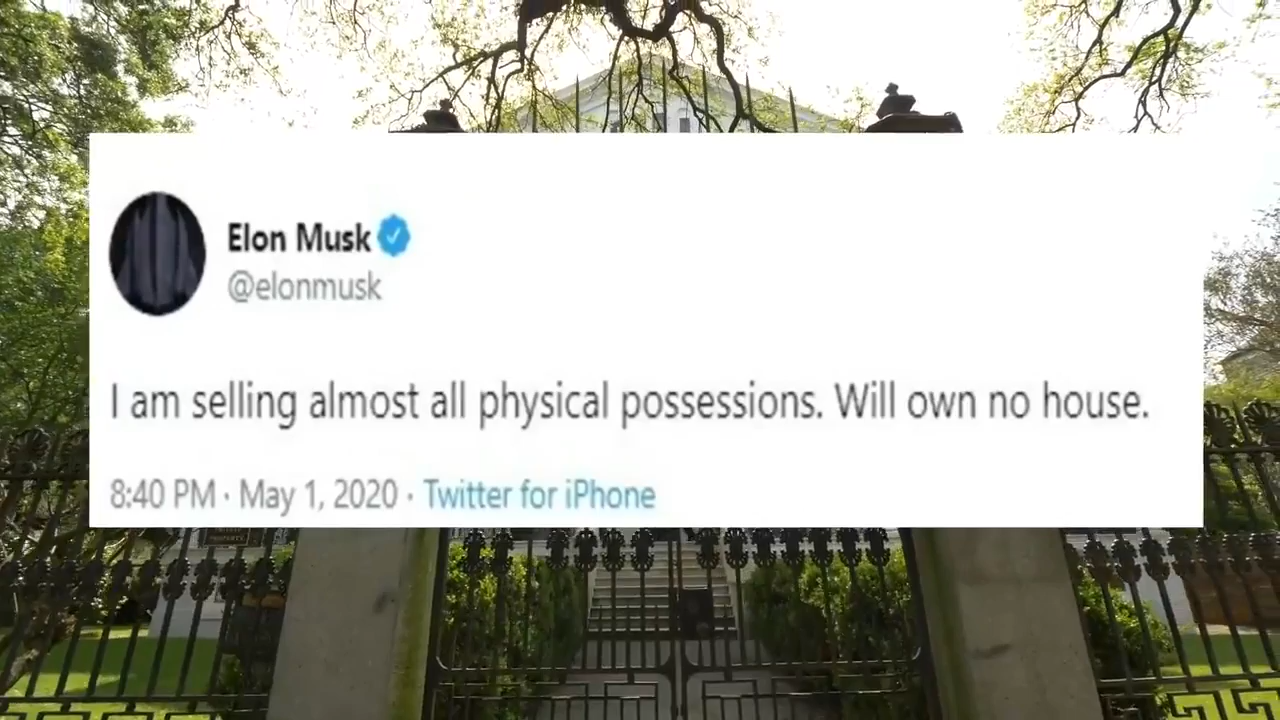 Elon Musk
@elonmusk
I am selling almost all physical possessions. Will own no house.
8:40 PM · May 1, 2020 · Twitter for iPhone